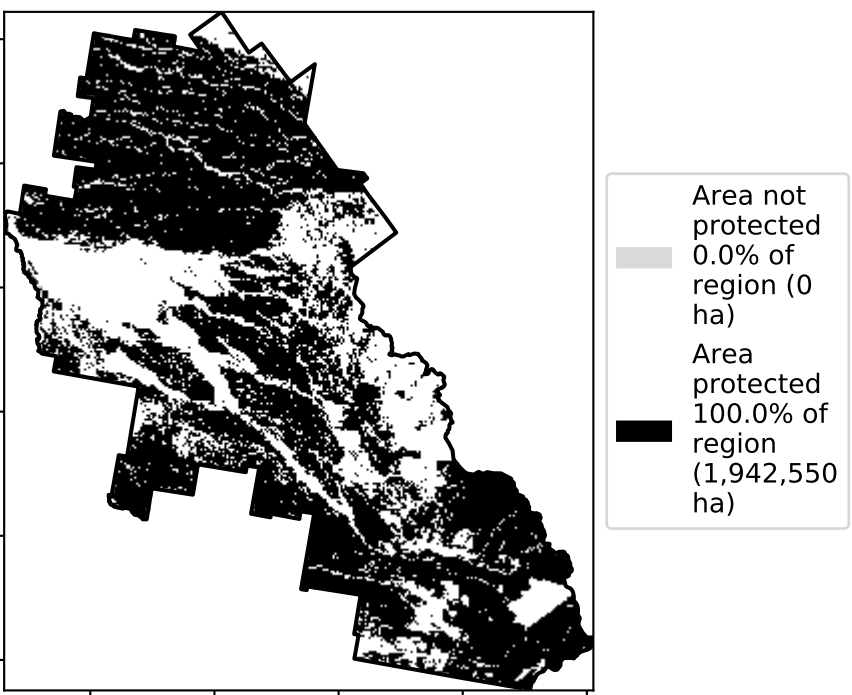 Area not
protected
0.0% of
region (0
ha)
Area
protected
100.0% of
region
(1,942,550
ha)